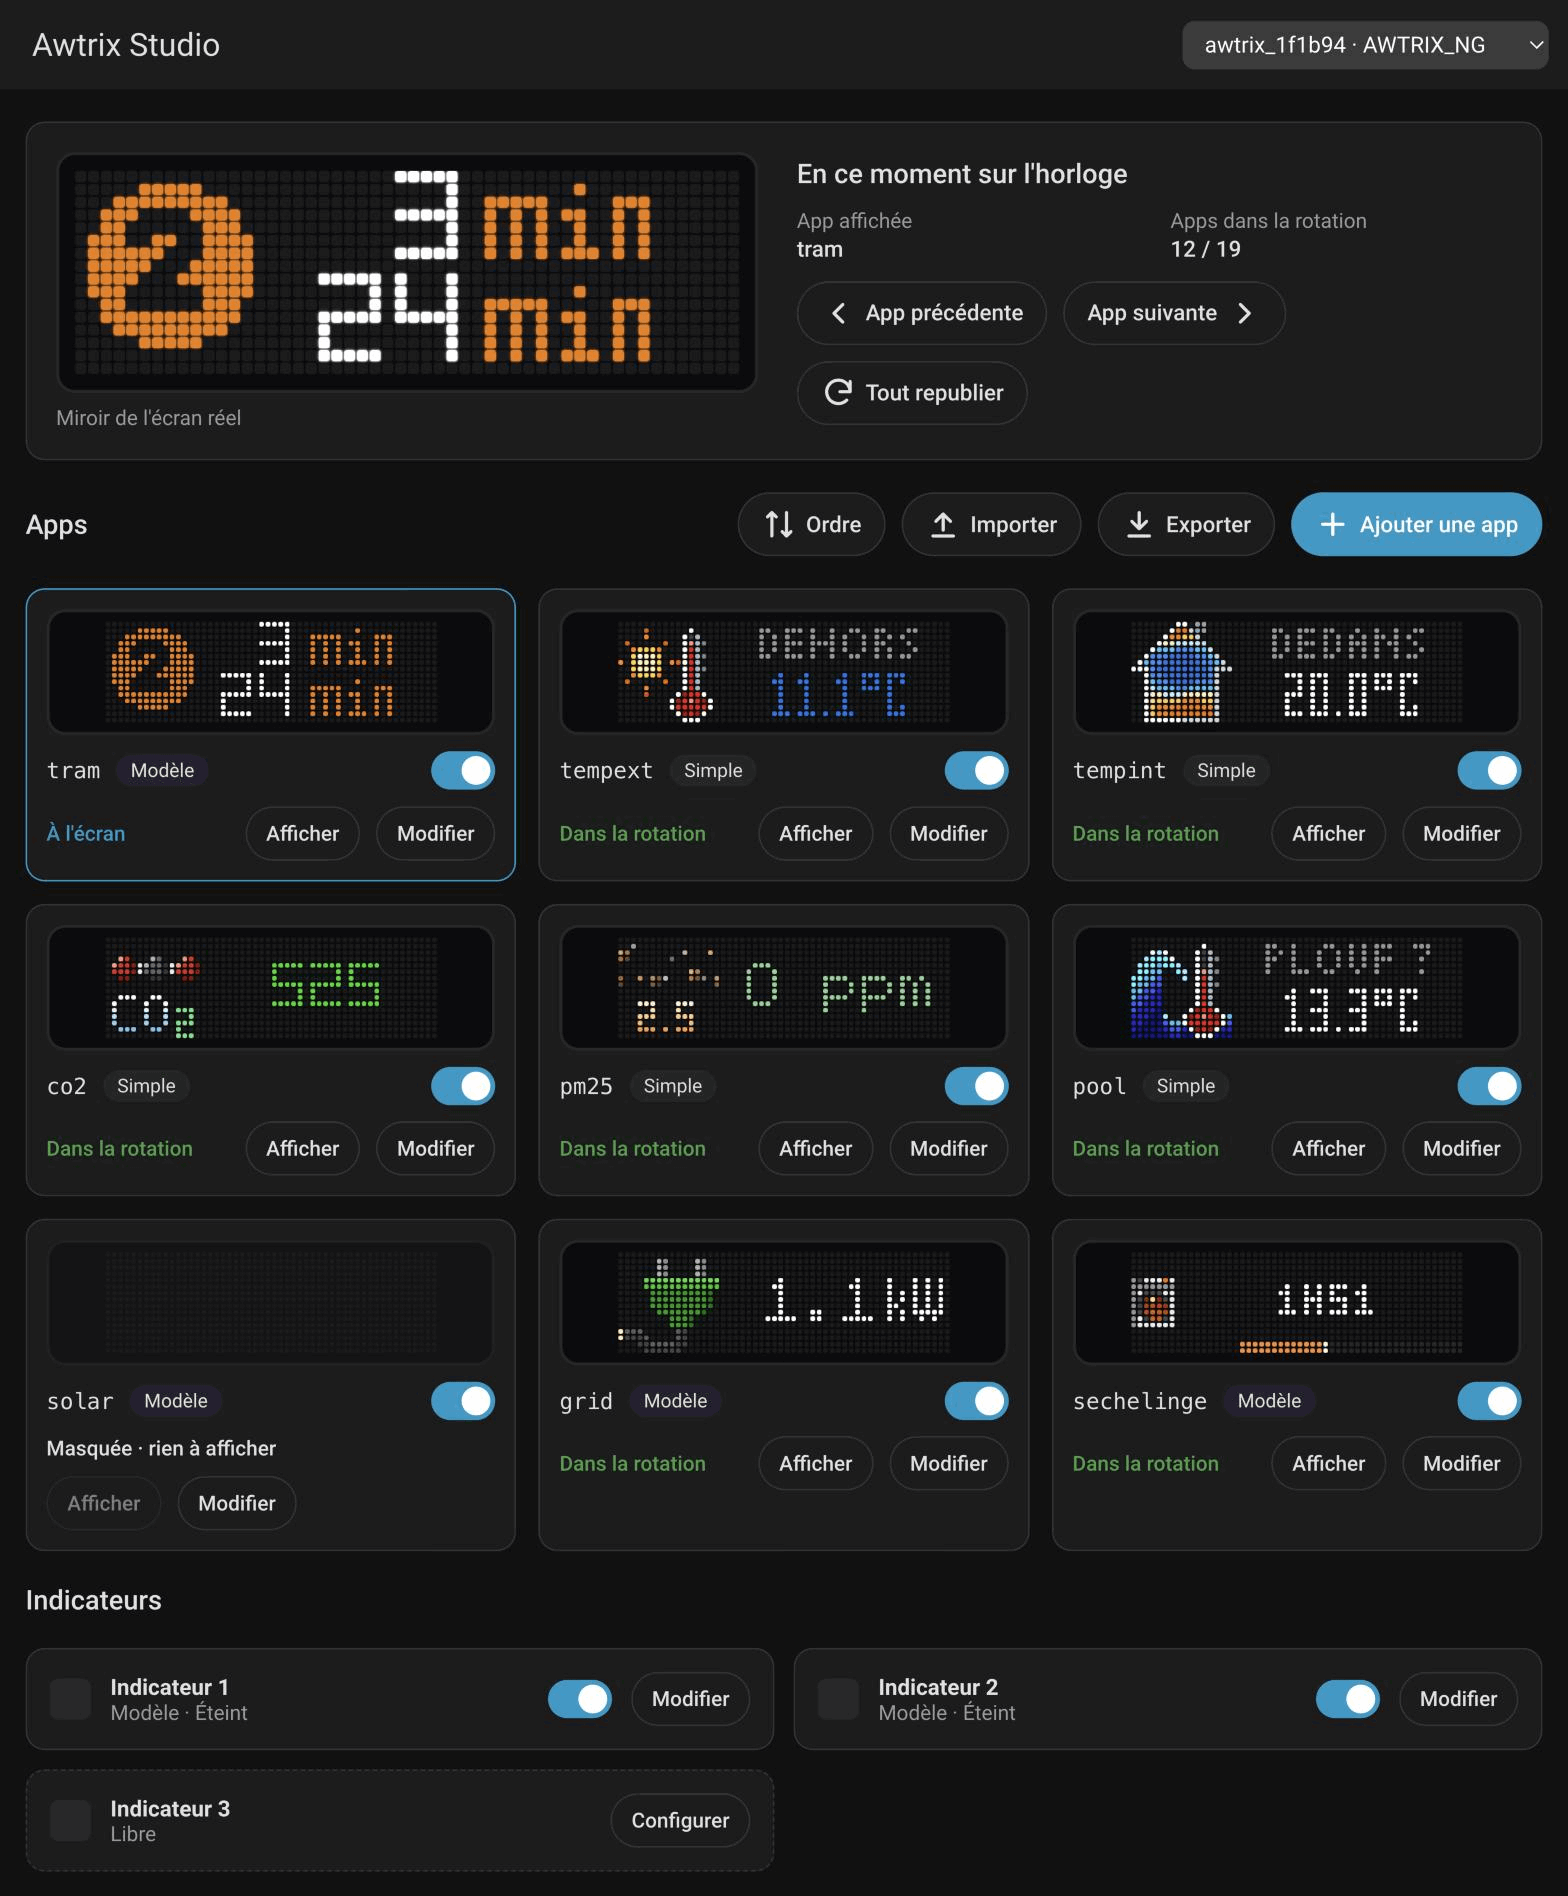 Awtrix Studio
awtrix_1f1b94 · AWTRIX_NG
2
3 min
24 min
Miroir de l'écran réel
En ce moment sur l'horloge
App affichée
tram
Apps dans la rotation
12 / 19
App précédente
App suivante
Tout republier
Apps
Ordre
Importer
Exporter
Ajouter une app
2
3 min
24 min
tram
Modèle
À l'écran
Afficher
Modifier
DEHORS
11.1°C
tempext
Simple
Dans la rotation
Afficher
Modifier
DEDANS
20.0°C
tempint
Simple
Dans la rotation
Afficher
Modifier
CO2
525
co2
Simple
Dans la rotation
Afficher
Modifier
2.5
0 ppm
pm25
Simple
Dans la rotation
Afficher
Modifier
PLOUF ?
13.3°C
pool
Simple
Dans la rotation
Afficher
Modifier
solar
Modèle
Masquée · rien à afficher
Afficher
Modifier
1.1kW
grid
Modèle
Dans la rotation
Afficher
Modifier
1H51
sechelinge
Modèle
Dans la rotation
Afficher
Modifier
Indicateurs
Indicateur 1
Modèle · Éteint
Modifier
Indicateur 2
Modèle · Éteint
Modifier
Indicateur 3
Libre
Configurer